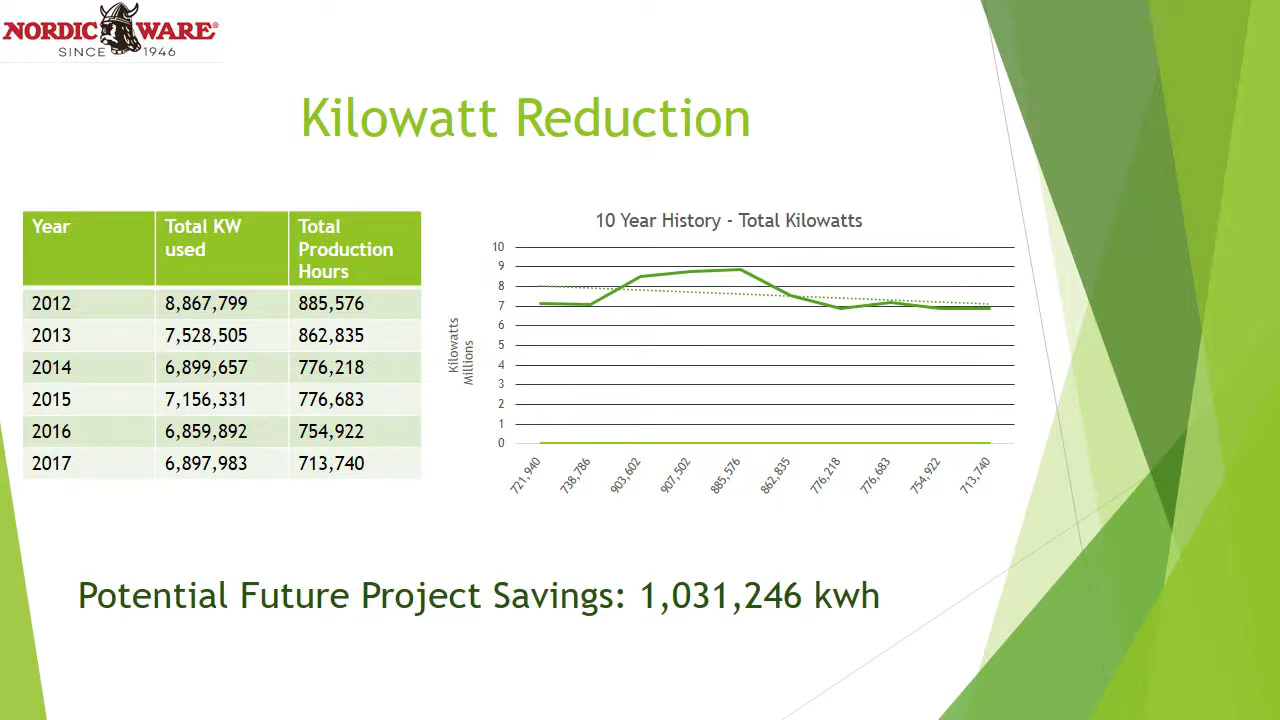 NORDIC WARE®
SINCE 1946
Kilowatt Reduction
Year Total KW used Total Production Hours
2012 8,867,799 885,576
2013 7,528,505 862,835
2014 6,899,657 776,218
2015 7,156,331 776,683
2016 6,859,892 754,922
2017 6,897,983 713,740
10 Year History - Total Kilowatts
Kilowatts
Millions
10
9
8
7
6
5
4
3
2
1
0
721,940 738,786 903,602 907,502 885,576 862,835 776,218 776,683 754,922 713,740
Potential Future Project Savings: 1,031,246 kwh